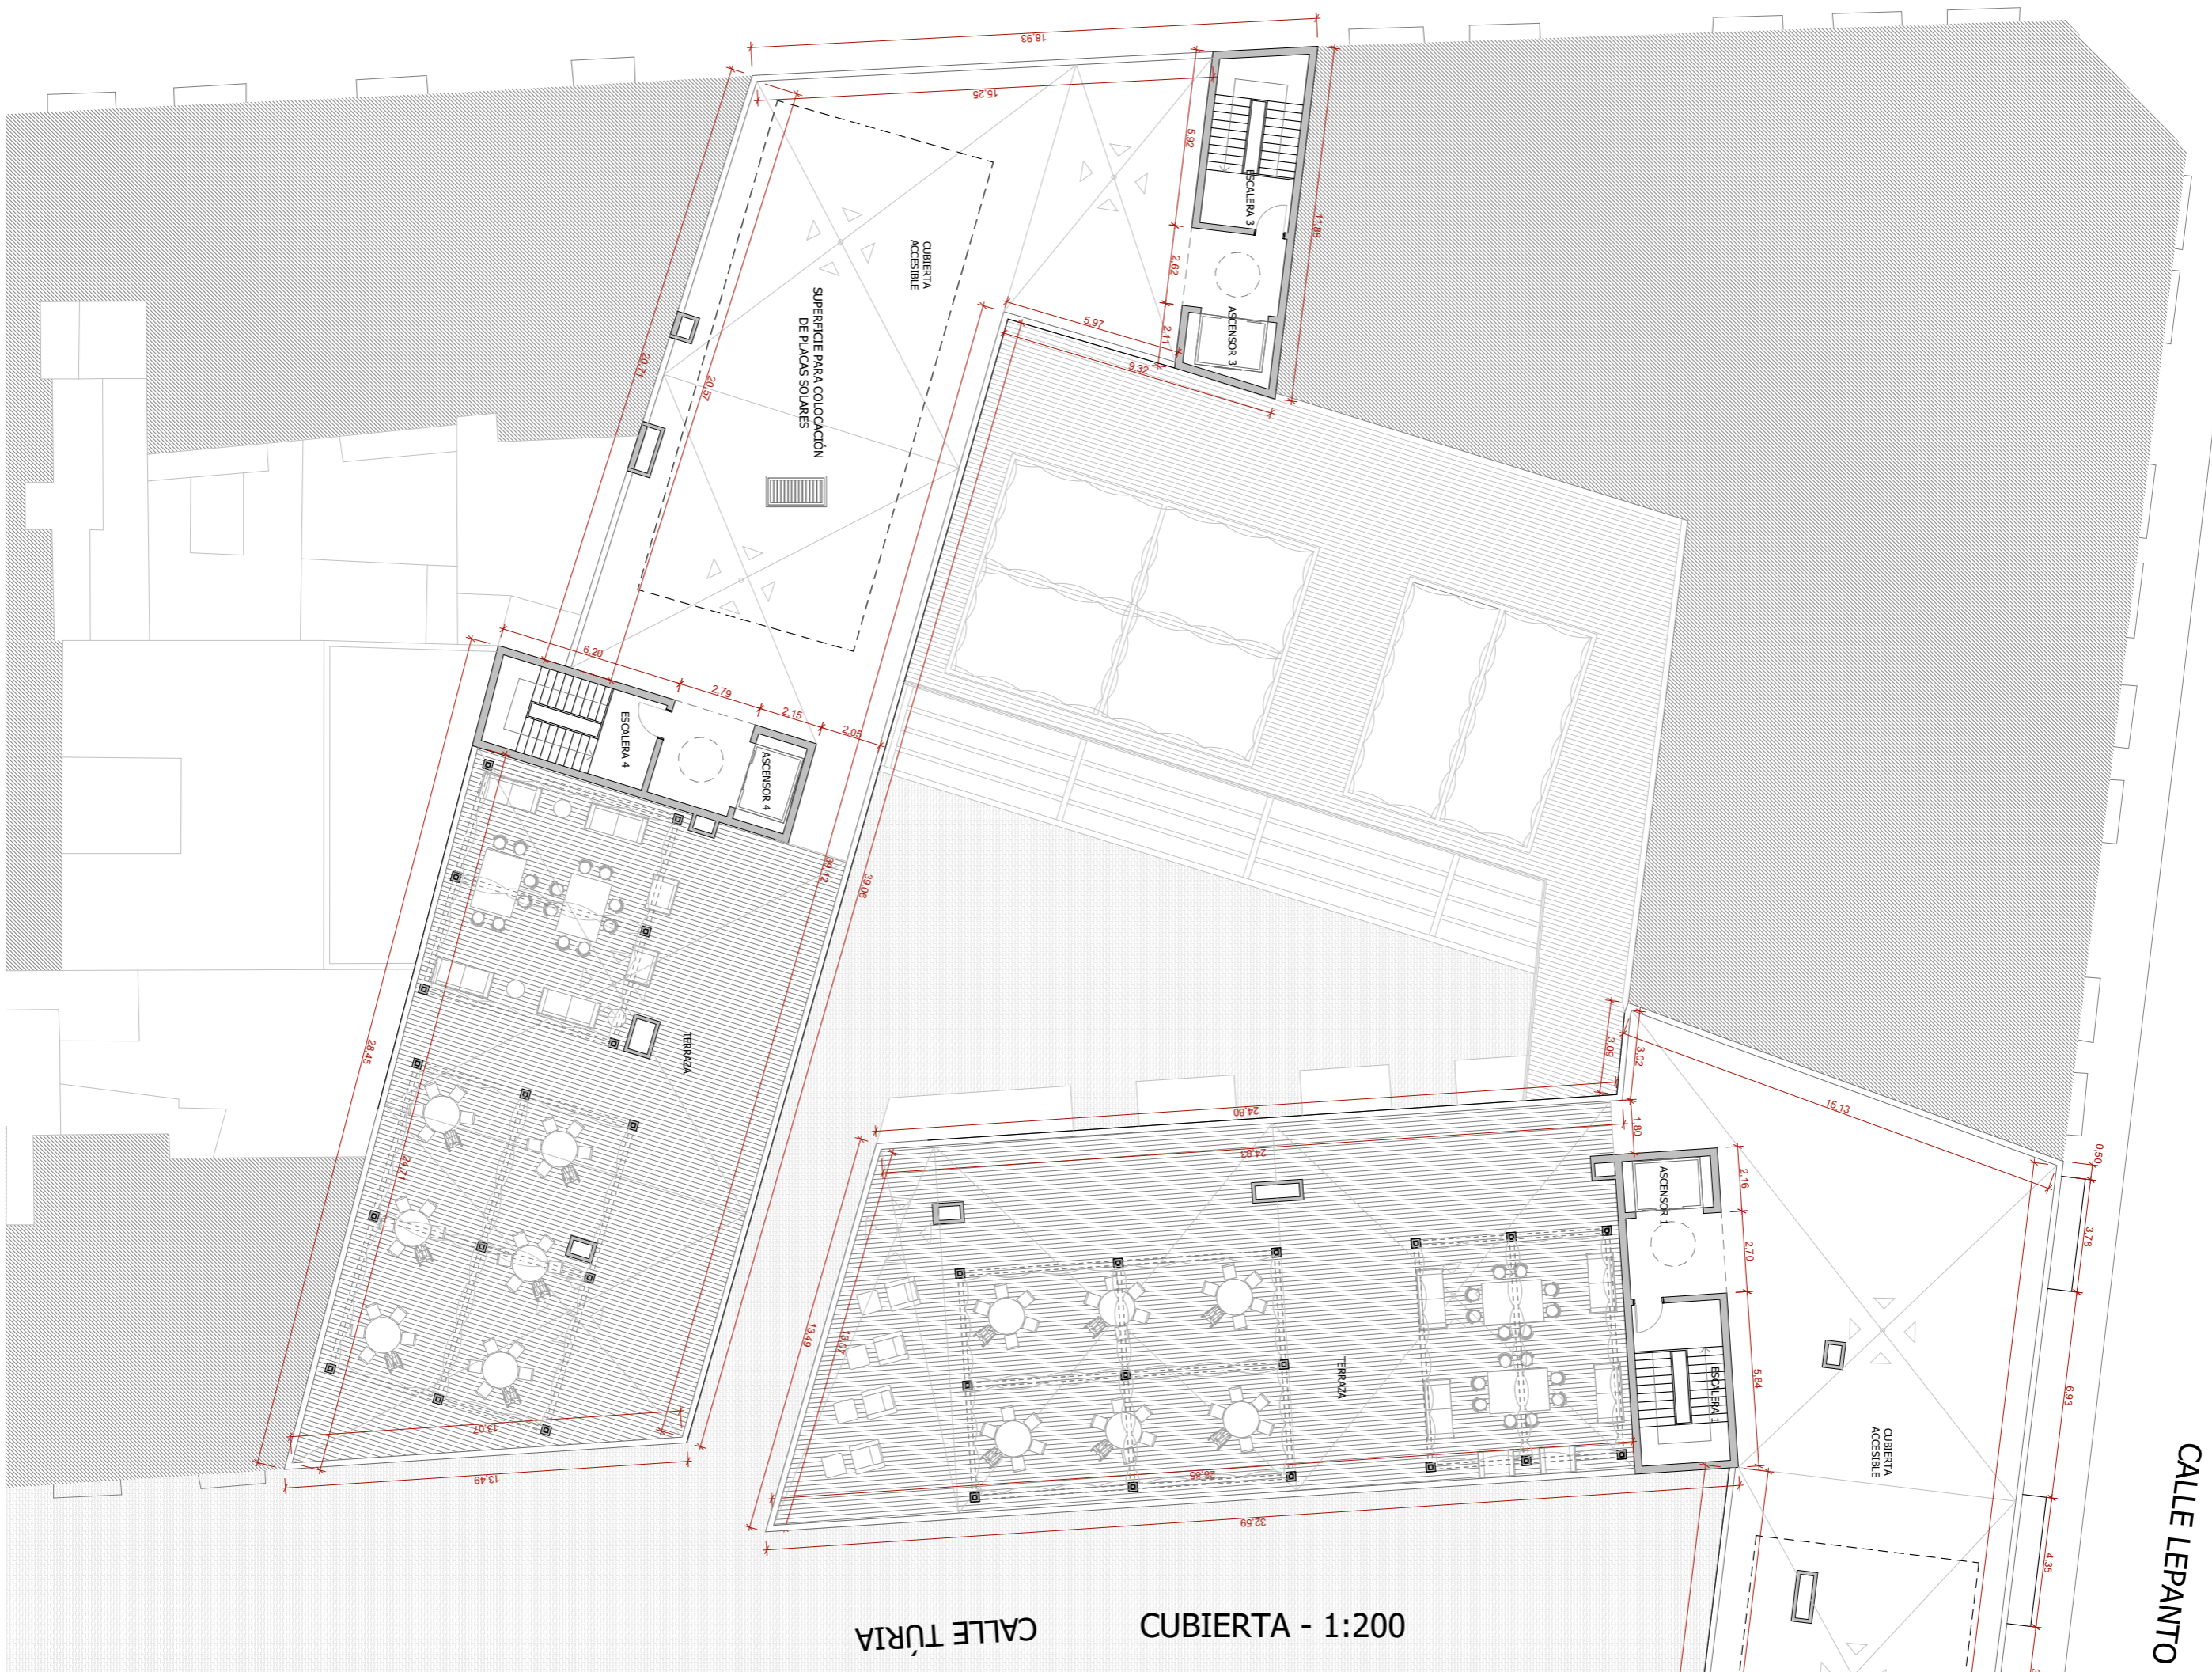 18,93
15,25
5,92
ESCALERA 3
11,88
2,62
ASCENSOR 3
2,11
5,97
9,32
CUBIERTA
ACCESIBLE
SUPERFICIE PARA COLOCACIÓN
DE PLACAS SOLARES
20,71
20,57
6,20
2,79
2,15
2,05
ESCALERA 4
ASCENSOR 4
39,12
39,06
28,45
24,71
TERRAZA
13,07
13,49
3,09
3,02
15,13
24,80
24,83
1,80
0,50
3,78
2,16
ASCENSOR 1
2,70
5,84
ESCALERA 1
6,93
4,35
13,49
13,07
TERRAZA
CUBIERTA
ACCESIBLE
26,85
32,59
CALLE LEPANTO
CALLE TÚRIA
CUBIERTA - 1:200